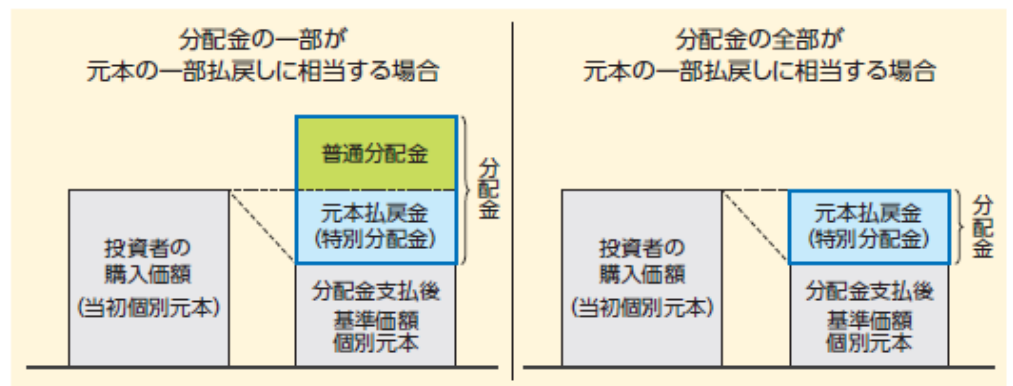 分配金の一部が
元本の一部払戻しに相当する場合
普通分配金
元本払戻金
(特別分配金)
分配金
投資者の
購入価額
(当初個別元本)
分配金支払後
基準価額
個別元本
分配金の全部が
元本の一部払戻しに相当する場合
元本払戻金
(特別分配金)
分配金
投資者の
購入価額
(当初個別元本)
分配金支払後
基準価額
個別元本